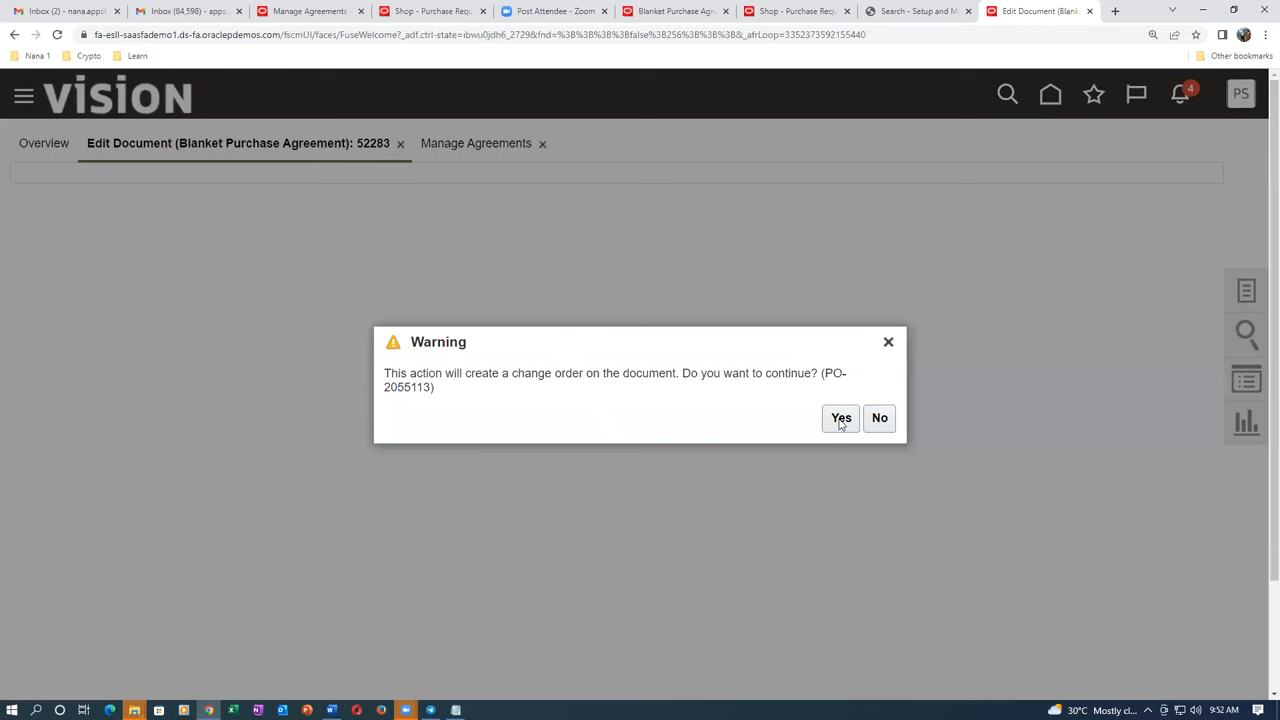 Inbox (2) - nana.apps
Inbox (84,598) - apps.
Manage Agreements
Shop - Purchase Requ
Post Attendee - Zoom
Blanket Purchase Agr
Shop - Purchase Requ
Search - Setup and M
Edit Document (Blank
fa-esll-saasfademo1.ds-fa.oraclepdemos.com/fscmUI/faces/FuseWelcome?_adf.ctrl-state=ibwu0jdh6_2729&fnd=%3B%3B%3B%3Bfalse%3B256%3B%3B%3B&_afrLoop=3352373592155440
Nana 1
Crypto
Learn
Other bookmarks
vision
4
PS
Overview
Edit Document (Blanket Purchase Agreement): 52283
Manage Agreements
Warning
This action will create a change order on the document. Do you want to continue? (PO-
2055113)
Yes
No
30°C Mostly cl...
9:52 AM